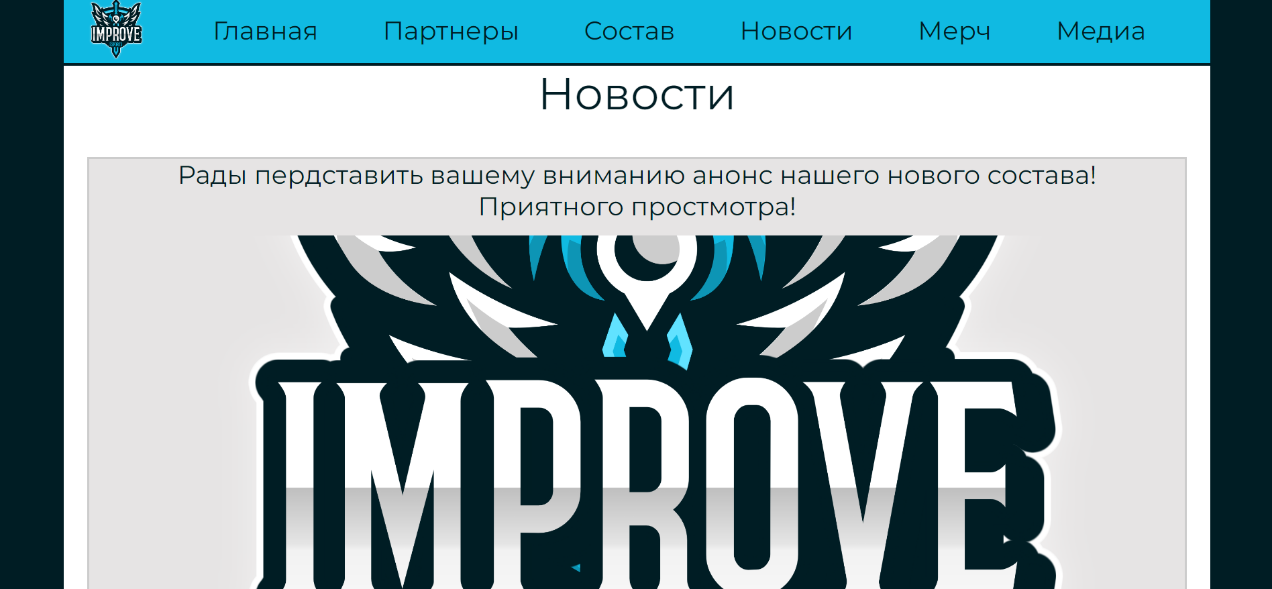 IMPROVE
Главная Партнеры Состав Новости Мерч Медиа
Новости
Рады пердставить вашему вниманию анонс нашего нового состава!
Приятного простмотра!
IMPROVE